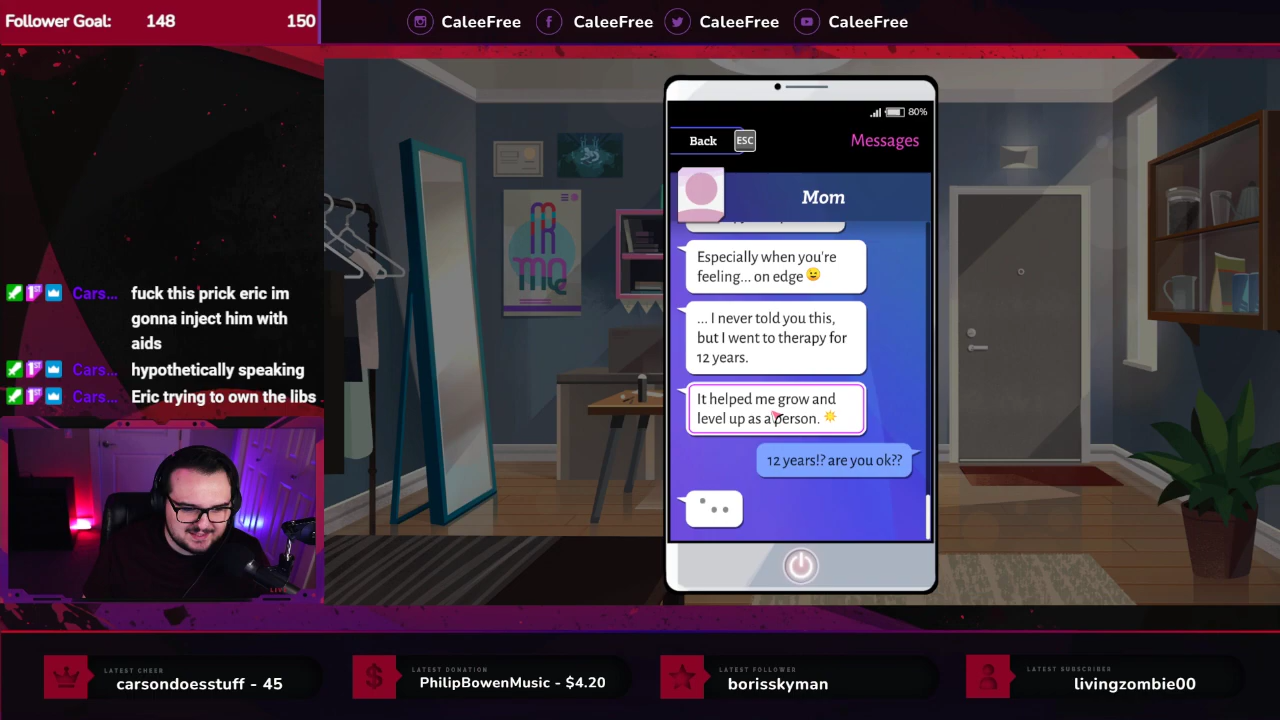 Follower Goal: 148 150
CaleeFree CaleeFree CaleeFree CaleeFree
80%
Back ESC Messages
Mom
Especially when you're
feeling... on edge 😉
... I never told you this,
but I went to therapy for
12 years.
It helped me grow and
level up as a person. ☀
12 years!? are you ok??
Cars... fuck this prick eric im
gonna inject him with
aids
Cars... hypothetically speaking
Cars... Eric trying to own the libs
LIVE
LATEST CHEER
carsondoesstuff - 45
LATEST DONATION
PhilipBowenMusic - $4.20
LATEST FOLLOWER
borisskyman
LATEST SUBSCRIBER
livingzombie00